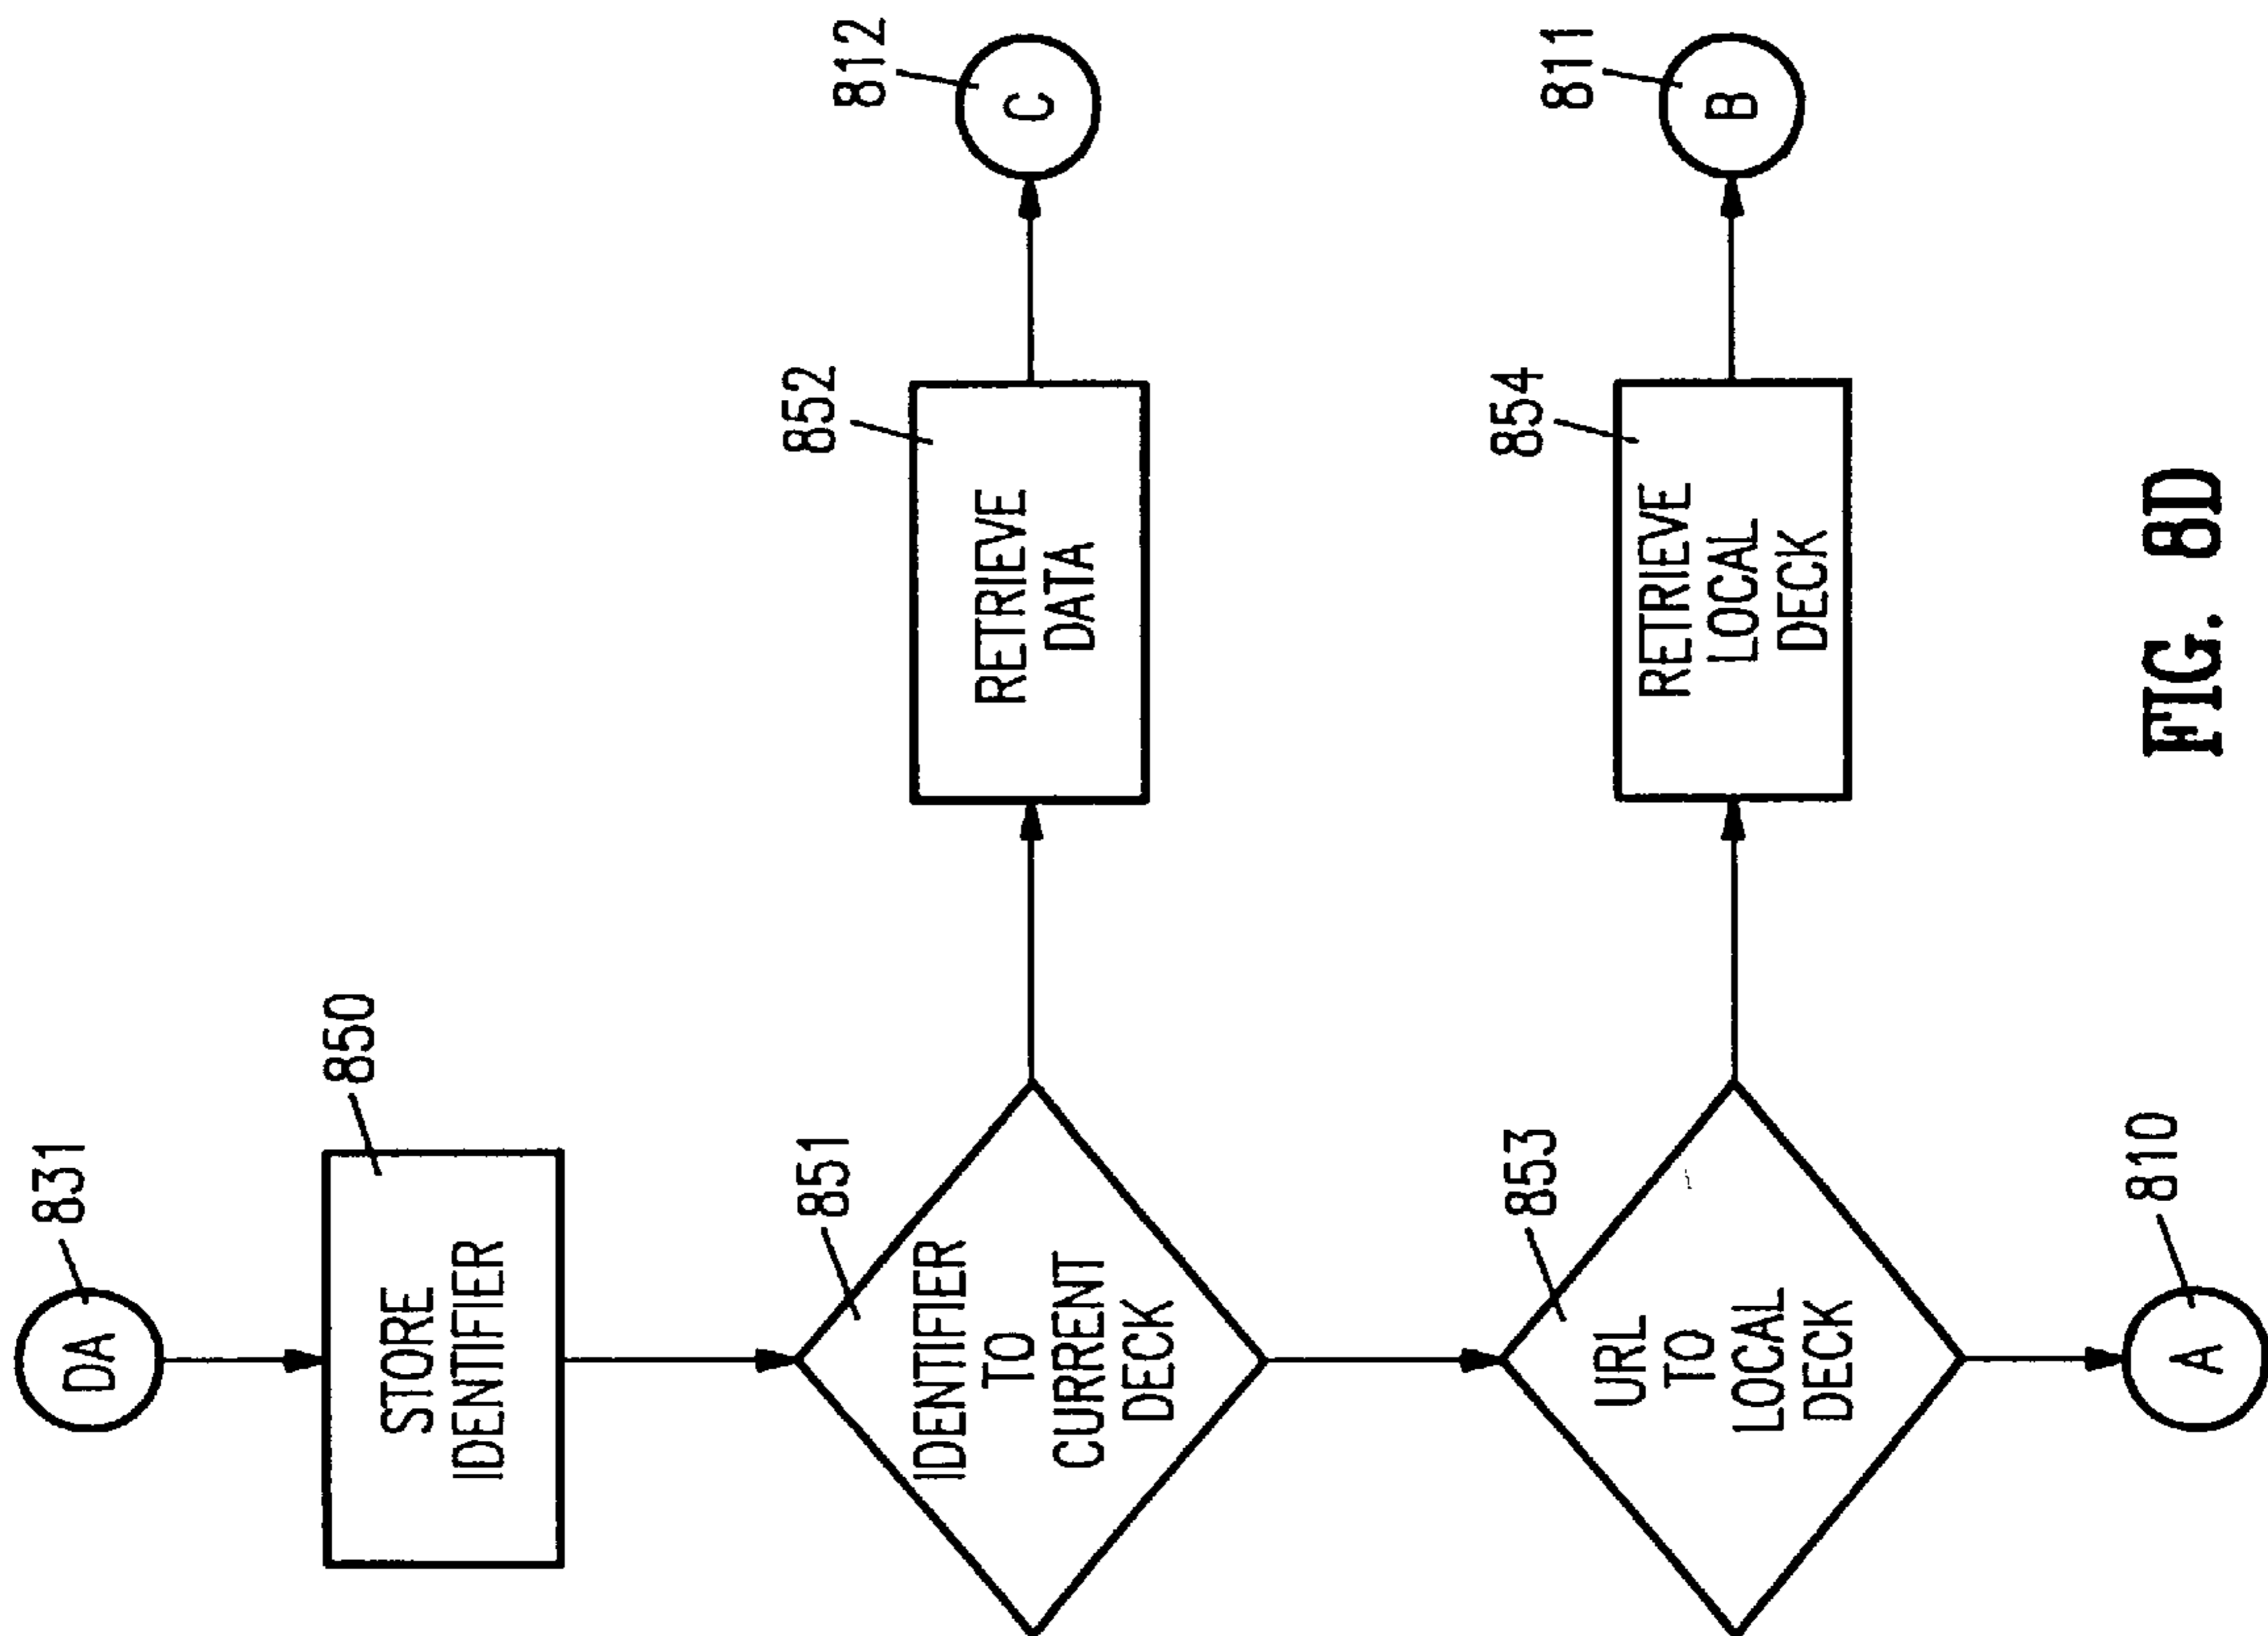 831
DA
850
STORE
IDENTIFIER
851
IDENTIFIER
TO
CURRENT
DECK
852
RETRIEVE
DATA
812
C
853
URL
TO
LOCAL
DECK
854
RETRIEVE
LOCAL
DECK
811
B
810
A
FIG. 8D